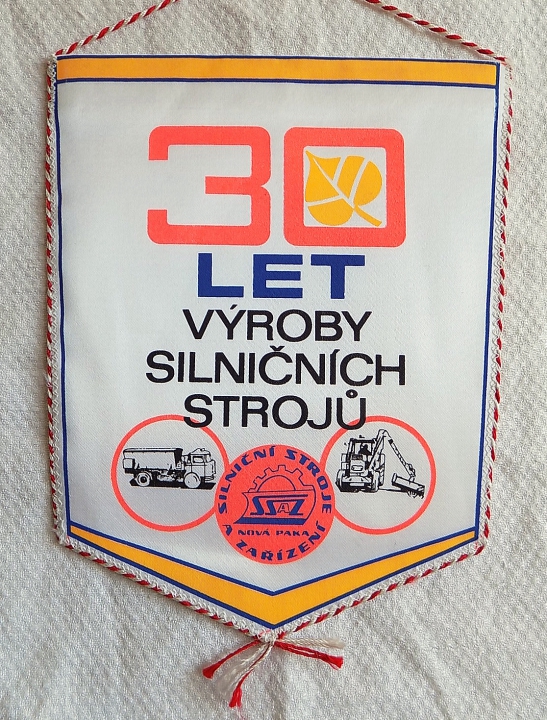 30
LET
VÝROBY
SILNIČNÍCH
STROJŮ
SILNIČNÍ STROJE
SSaZ
NOVÁ PAKA
A ZAŘÍZENÍ